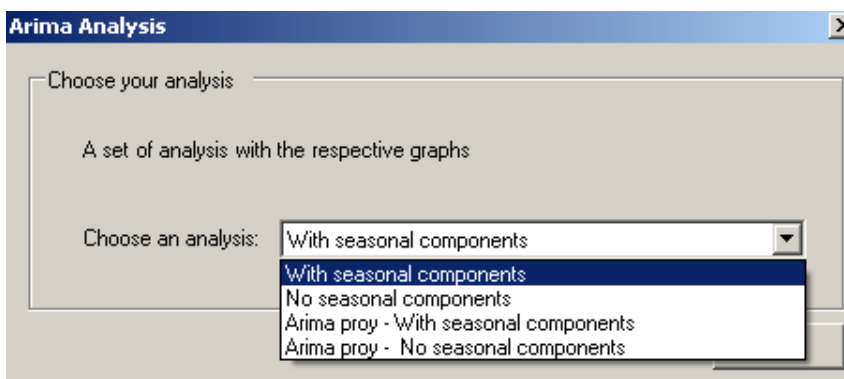 Arima Analysis
Choose your analysis
A set of analysis with the respective graphs
Choose an analysis: With seasonal components
With seasonal components
No seasonal components
Arima proy - With seasonal components
Arima proy -  No seasonal components